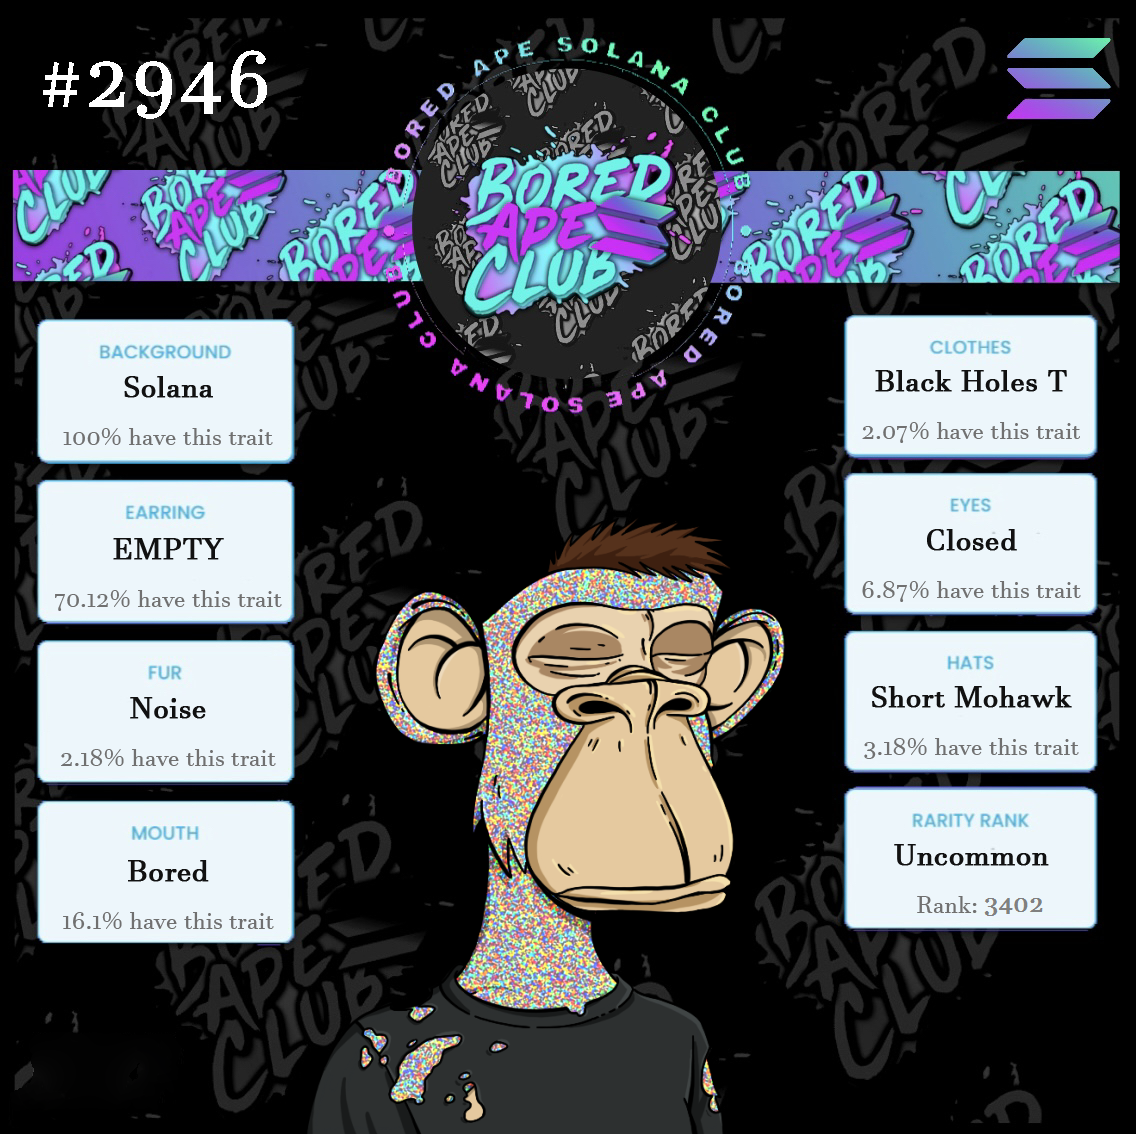 #2946
BORED APE SOLANA CLUB
BORED APE SOLANA CLUB
BORED
APE
CLUB
BACKGROUND
Solana
100% have this trait
EARRING
EMPTY
70.12% have this trait
FUR
Noise
2.18% have this trait
MOUTH
Bored
16.1% have this trait
CLOTHES
Black Holes T
2.07% have this trait
EYES
Closed
6.87% have this trait
HATS
Short Mohawk
3.18% have this trait
RARITY RANK
Uncommon
Rank: 3402